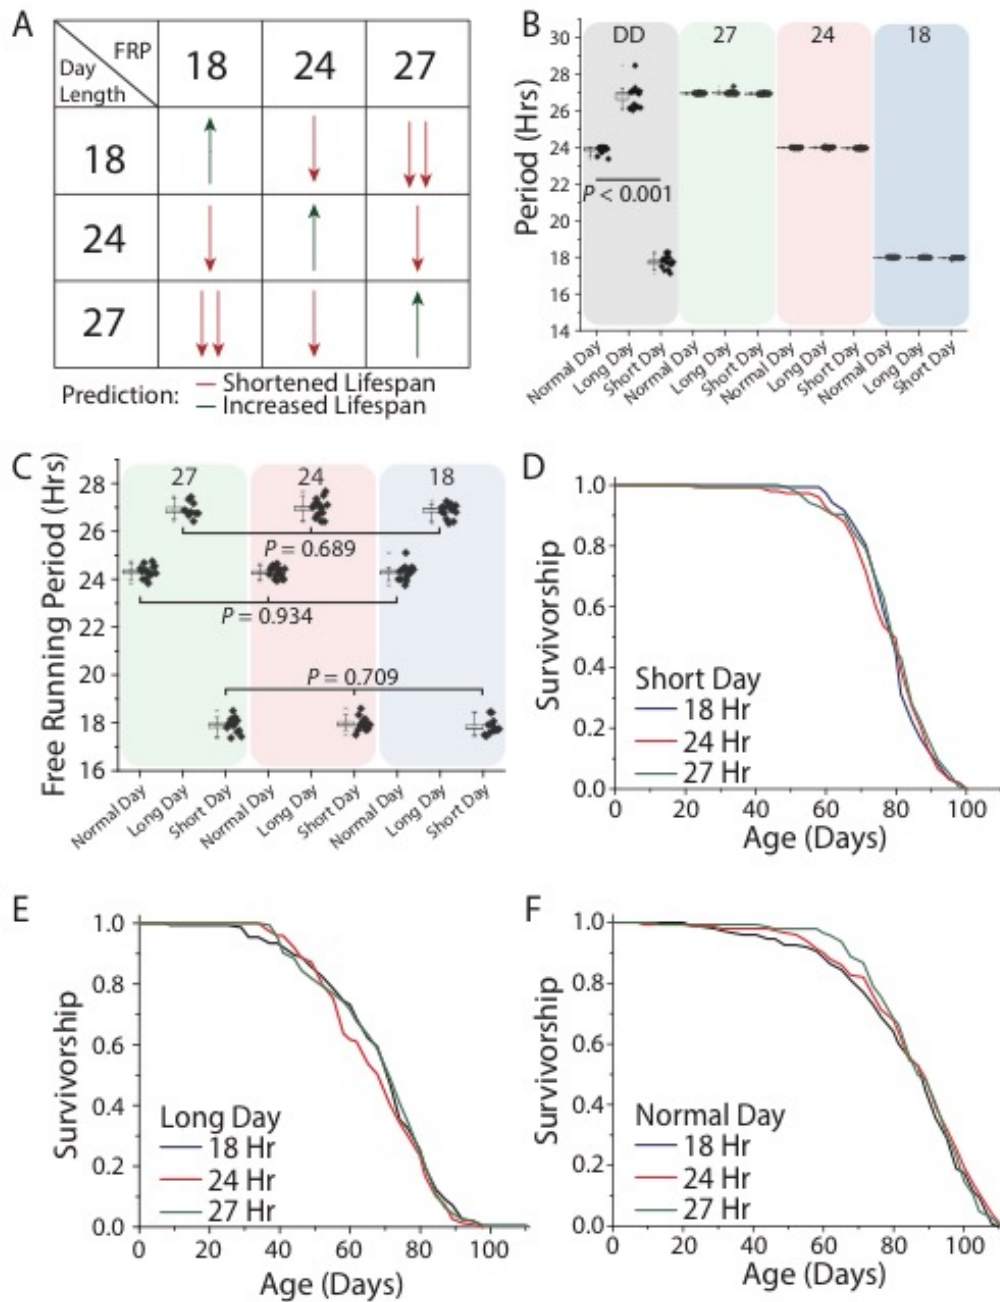 A
FRP
Day
Length
18
24
27
18
24
27
Prediction:
Shortened Lifespan
Increased Lifespan
B
Period (Hrs)
30
28
26
24
22
20
18
16
14
DD
27
24
18
P < 0.001
Normal Day
Long Day
Short Day
Normal Day
Long Day
Short Day
Normal Day
Long Day
Short Day
Normal Day
Long Day
Short Day
C
Free Running Period (Hrs)
28
26
24
22
20
18
16
27
24
18
P = 0.689
P = 0.934
P = 0.709
Normal Day
Long Day
Short Day
Normal Day
Long Day
Short Day
Normal Day
Long Day
Short Day
D
Survivorship
1.0
0.8
0.6
0.4
0.2
0.0
Short Day
18 Hr
24 Hr
27 Hr
0 20 40 60 80 100
Age (Days)
E
Survivorship
1.0
0.8
0.6
0.4
0.2
0.0
Long Day
18 Hr
24 Hr
27 Hr
0 20 40 60 80 100
Age (Days)
F
Survivorship
1.0
0.8
0.6
0.4
0.2
0.0
Normal Day
18 Hr
24 Hr
27 Hr
0 20 40 60 80 100
Age (Days)